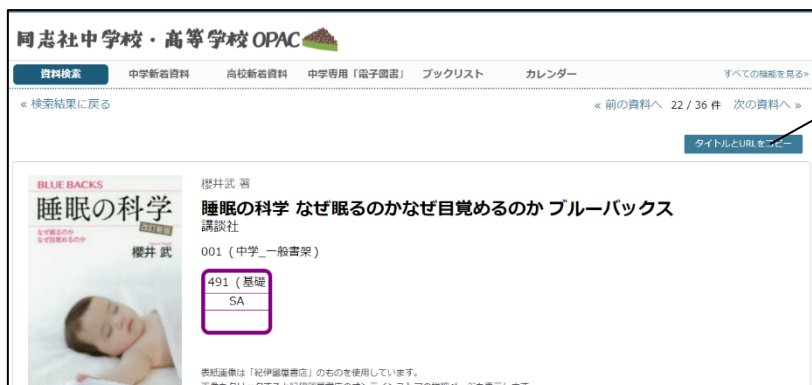 同志社中学校・高等学校 OPAC
資料検索 中学新着資料 高校新着資料 中学専用「電子図書」 ブックリスト カレンダー すべての機能を見る»
« 検索結果に戻る « 前の資料へ 22 / 36 件 次の資料へ »
タイトルとURLをコピー
BLUE BACKS
睡眠の科学
改訂新版
なぜ眠るのか
なぜ目覚めるのか
櫻井 武
櫻井武 著
睡眠の科学 なぜ眠るのかなぜ目覚めるのか ブルーバックス
講談社
001 ( 中学_一般書架 )
491 ( 基礎
SA
表紙画像は「紀伊國屋書店」のものを使用しています。